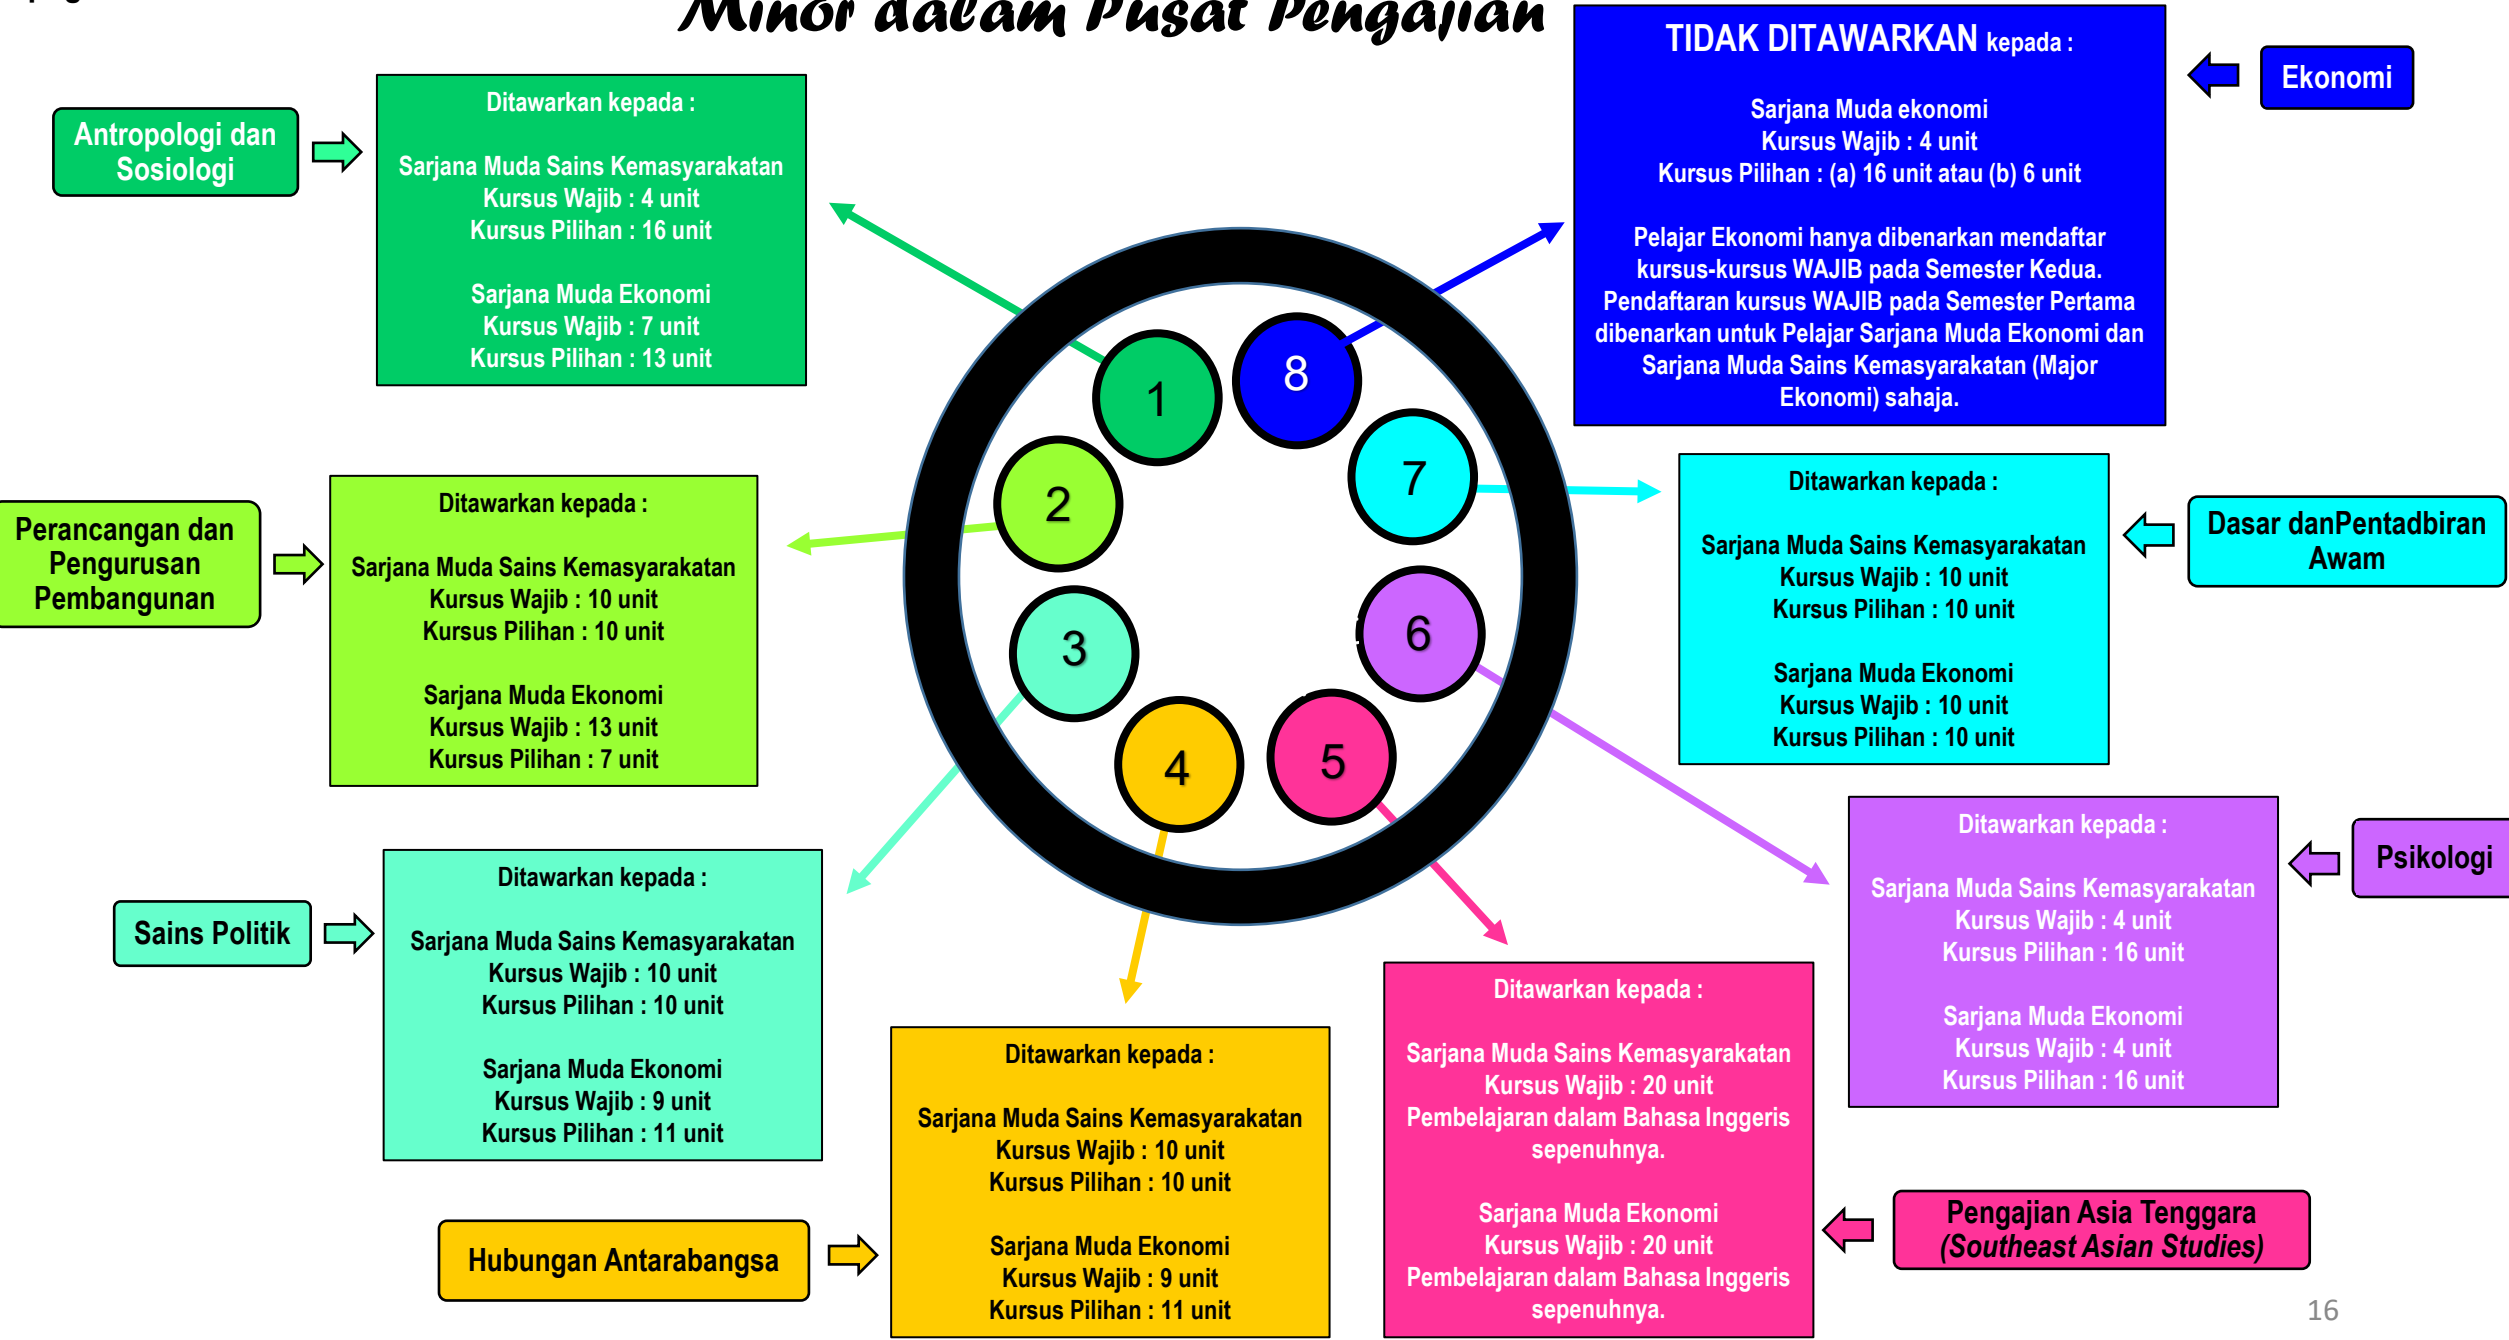 Minor dalam Pusat Pengajian
Antropologi dan
Sosiologi
Ditawarkan kepada :
Sarjana Muda Sains Kemasyarakatan
Kursus Wajib : 4 unit
Kursus Pilihan : 16 unit
Sarjana Muda Ekonomi
Kursus Wajib : 7 unit
Kursus Pilihan : 13 unit
Perancangan dan
Pengurusan
Pembangunan
Ditawarkan kepada :
Sarjana Muda Sains Kemasyarakatan
Kursus Wajib : 10 unit
Kursus Pilihan : 10 unit
Sarjana Muda Ekonomi
Kursus Wajib : 13 unit
Kursus Pilihan : 7 unit
Sains Politik
Ditawarkan kepada :
Sarjana Muda Sains Kemasyarakatan
Kursus Wajib : 10 unit
Kursus Pilihan : 10 unit
Sarjana Muda Ekonomi
Kursus Wajib : 9 unit
Kursus Pilihan : 11 unit
Hubungan Antarabangsa
Ditawarkan kepada :
Sarjana Muda Sains Kemasyarakatan
Kursus Wajib : 10 unit
Kursus Pilihan : 10 unit
Sarjana Muda Ekonomi
Kursus Wajib : 9 unit
Kursus Pilihan : 11 unit
1
2
3
4
5
6
7
8
TIDAK DITAWARKAN kepada :
Sarjana Muda ekonomi
Kursus Wajib : 4 unit
Kursus Pilihan : (a) 16 unit atau (b) 6 unit
Pelajar Ekonomi hanya dibenarkan mendaftar
kursus-kursus WAJIB pada Semester Kedua.
Pendaftaran kursus WAJIB pada Semester Pertama
dibenarkan untuk Pelajar Sarjana Muda Ekonomi dan
Sarjana Muda Sains Kemasyarakatan (Major
Ekonomi) sahaja.
Ekonomi
Ditawarkan kepada :
Sarjana Muda Sains Kemasyarakatan
Kursus Wajib : 10 unit
Kursus Pilihan : 10 unit
Sarjana Muda Ekonomi
Kursus Wajib : 10 unit
Kursus Pilihan : 10 unit
Dasar danPentadbiran
Awam
Ditawarkan kepada :
Sarjana Muda Sains Kemasyarakatan
Kursus Wajib : 4 unit
Kursus Pilihan : 16 unit
Sarjana Muda Ekonomi
Kursus Wajib : 4 unit
Kursus Pilihan : 16 unit
Psikologi
Ditawarkan kepada :
Sarjana Muda Sains Kemasyarakatan
Kursus Wajib : 20 unit
Pembelajaran dalam Bahasa Inggeris
sepenuhnya.
Sarjana Muda Ekonomi
Kursus Wajib : 20 unit
Pembelajaran dalam Bahasa Inggeris
sepenuhnya.
Pengajian Asia Tenggara
(Southeast Asian Studies)
16